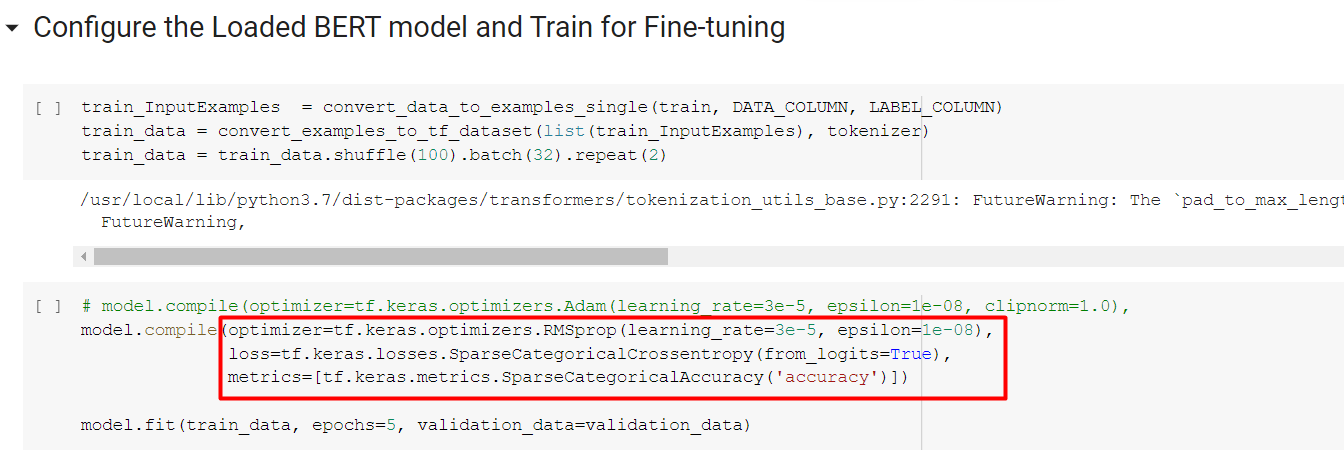 Configure the Loaded BERT model and Train for Fine-tuning
[ ] train_InputExamples  = convert_data_to_examples_single(train, DATA_COLUMN, LABEL_COLUMN)
train_data = convert_examples_to_tf_dataset(list(train_InputExamples), tokenizer)
train_data = train_data.shuffle(100).batch(32).repeat(2)
/usr/local/lib/python3.7/dist-packages/transformers/tokenization_utils_base.py:2291: FutureWarning: The `pad_to_max_lengt
FutureWarning,
[ ] # model.compile(optimizer=tf.keras.optimizers.Adam(learning_rate=3e-5, epsilon=1e-08, clipnorm=1.0),
model.compile(optimizer=tf.keras.optimizers.RMSprop(learning_rate=3e-5, epsilon=1e-08),
loss=tf.keras.losses.SparseCategoricalCrossentropy(from_logits=True),
metrics=[tf.keras.metrics.SparseCategoricalAccuracy('accuracy')])
model.fit(train_data, epochs=5, validation_data=validation_data)